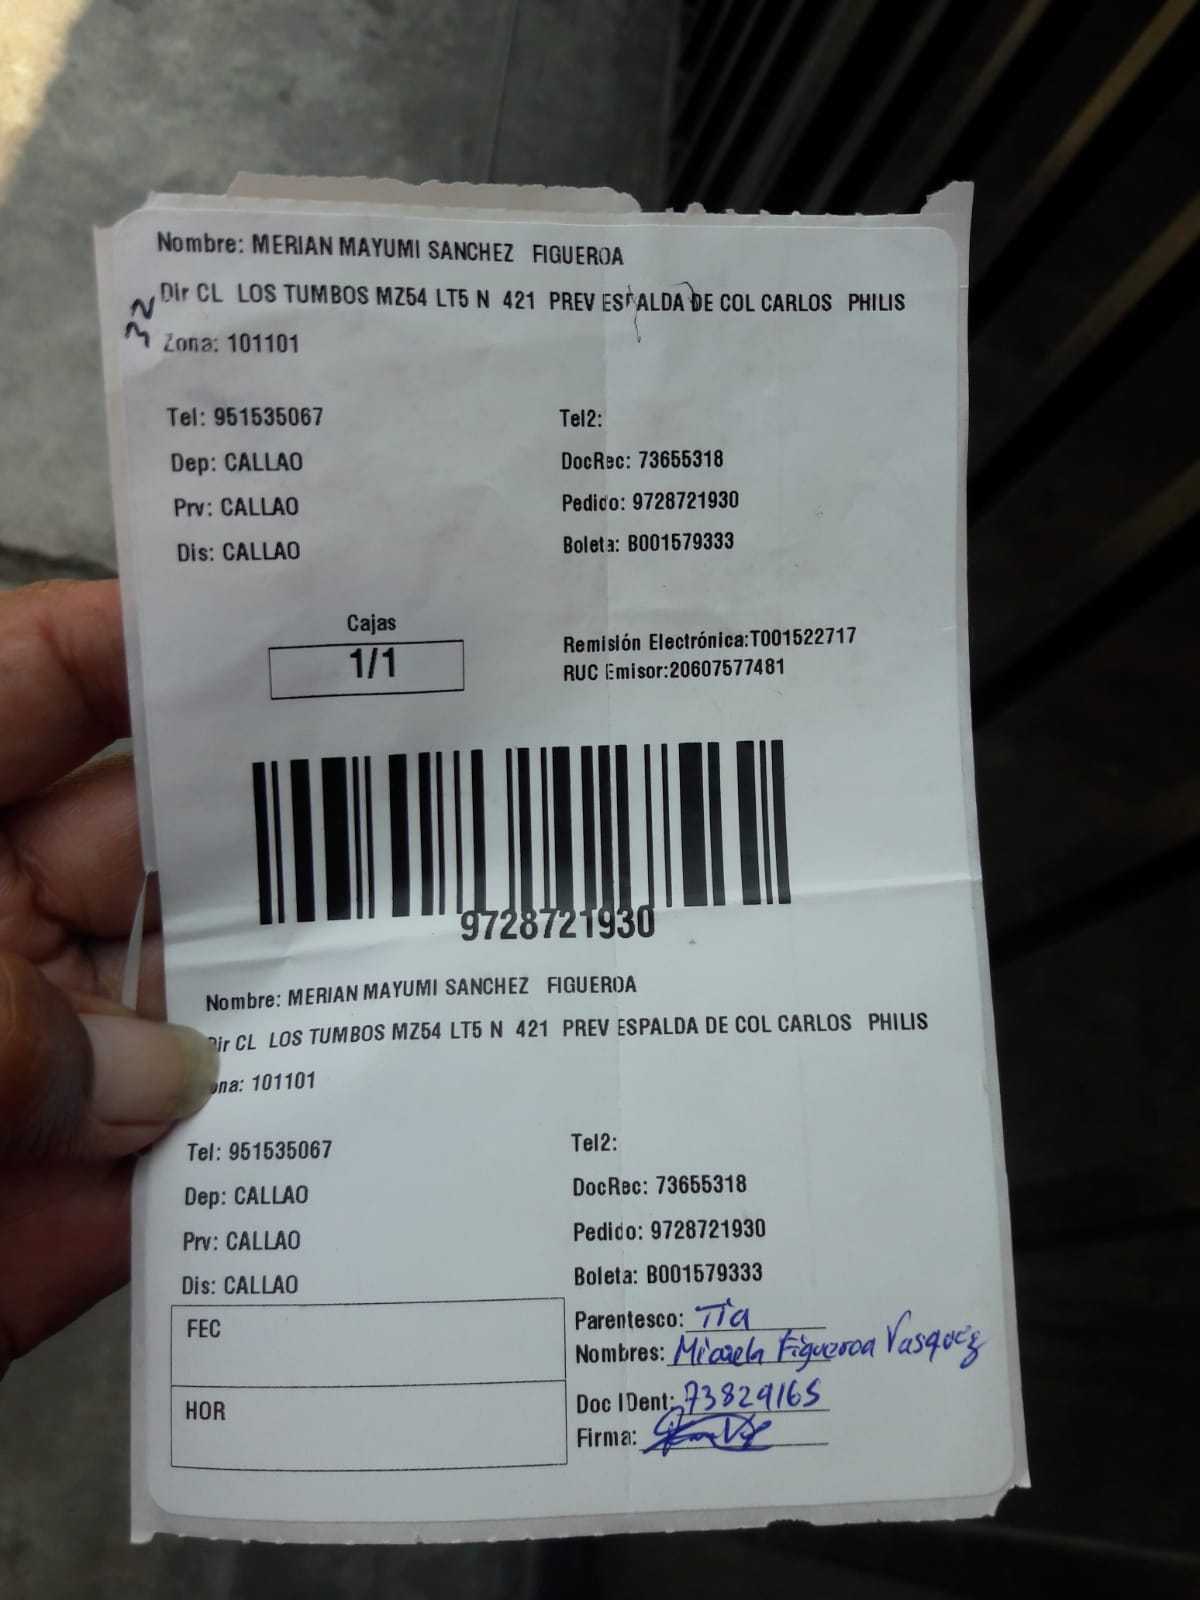 Nombre: MERIAN MAYUMI SANCHEZ FIGUEROA
Dir CL LOS TUMBOS MZ54 LT5 N 421 PREV ESPALDA DE COL CARLOS PHILIS
Zona: 101101
Tel: 951535067 Tel2:
Dep: CALLAO DocRec: 73655318
Prv: CALLAO Pedido: 9728721930
Dis: CALLAO Boleta: B001579333
Cajas
1/1
Remisión Electrónica:T001522717
RUC Emisor:20607577481
9728721930
Nombre: MERIAN MAYUMI SANCHEZ FIGUEROA
Dir CL LOS TUMBOS MZ54 LT5 N 421 PREV ESPALDA DE COL CARLOS PHILIS
ona: 101101
Tel: 951535067 Tel2:
Dep: CALLAO DocRec: 73655318
Prv: CALLAO Pedido: 9728721930
Dis: CALLAO Boleta: B001579333
FEC
HOR
Parentesco: Tia
Nombres: Micaela Figueroa Vasquez
Doc IDent: 73829165
Firma: